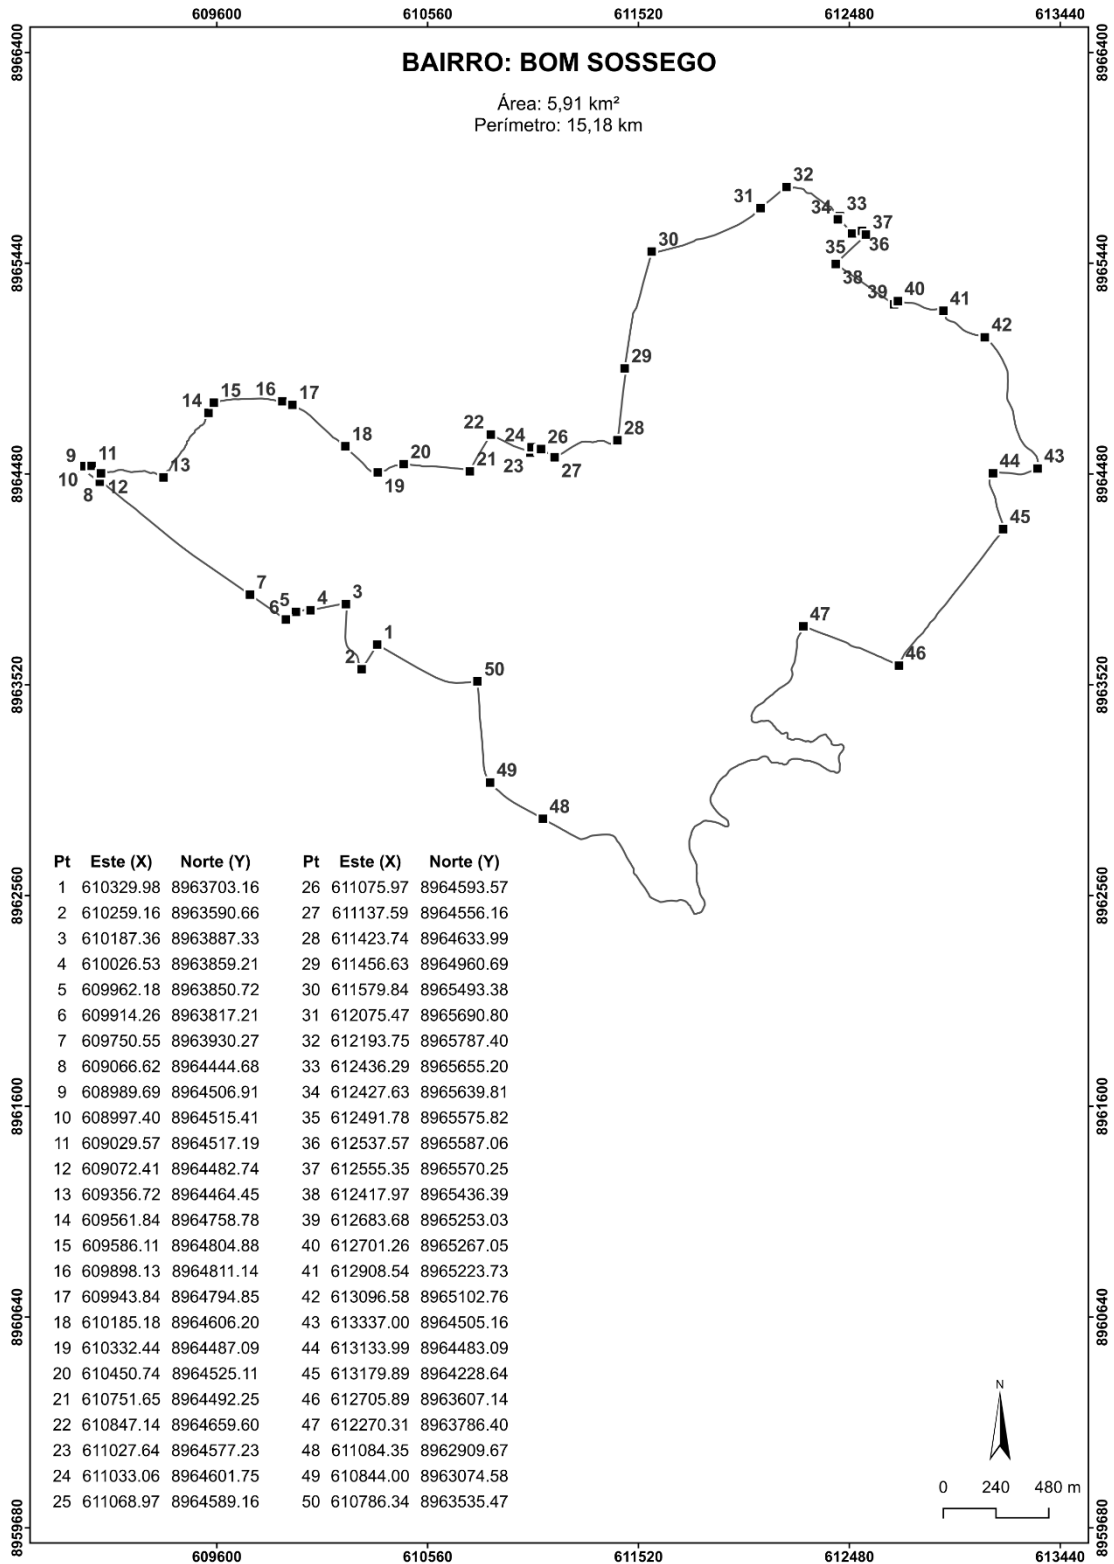 609600 610560 611520 612480 613440
8966400 8966400
BAIRRO: BOM SOSSEGO
Área: 5,91 km²
Perímetro: 15,18 km
32
31
33
34
37
30
36
35
8965440 8965440
38
39
40
41
42
29
15
16
17
14
22
24
26
28
18
9
11
20
21
23
27
43
13
44
10
12
19
8
8964480 8964480
45
7
3
5
4
6
47
1
2
46
50
8963520 8963520
49
48
Pt Este (X) Norte (Y) Pt Este (X) Norte (Y)
1 610329.98 8963703.16 26 611075.97 8964593.57
2 610259.16 8963590.66 27 611137.59 8964556.16
3 610187.36 8963887.33 28 611423.74 8964633.99
4 610026.53 8963859.21 29 611456.63 8964960.69
5 609962.18 8963850.72 30 611579.84 8965493.38
6 609914.26 8963817.21 31 612075.47 8965690.80
7 609750.55 8963930.27 32 612193.75 8965787.40
8 609066.62 8964444.68 33 612436.29 8965655.20
9 608989.69 8964506.91 34 612427.63 8965639.81
10 608997.40 8964515.41 35 612491.78 8965575.82
11 609029.57 8964517.19 36 612537.57 8965587.06
12 609072.41 8964482.74 37 612555.35 8965570.25
13 609356.72 8964464.45 38 612417.97 8965436.39
14 609561.84 8964758.78 39 612683.68 8965253.03
15 609586.11 8964804.88 40 612701.26 8965267.05
16 609898.13 8964811.14 41 612908.54 8965223.73
17 609943.84 8964794.85 42 613096.58 8965102.76
18 610185.18 8964606.20 43 613337.00 8964505.16
19 610332.44 8964487.09 44 613133.99 8964483.09
20 610450.74 8964525.11 45 613179.89 8964228.64
21 610751.65 8964492.25 46 612705.89 8963607.14
22 610847.14 8964659.60 47 612270.31 8963786.40
23 611027.64 8964577.23 48 611084.35 8962909.67
24 611033.06 8964601.75 49 610844.00 8963074.58
25 611068.97 8964589.16 50 610786.34 8963535.47
8962560 8962560
8961600 8961600
8960640 8960640
N
0 240 480 m
8959680 8959680
609600 610560 611520 612480 613440